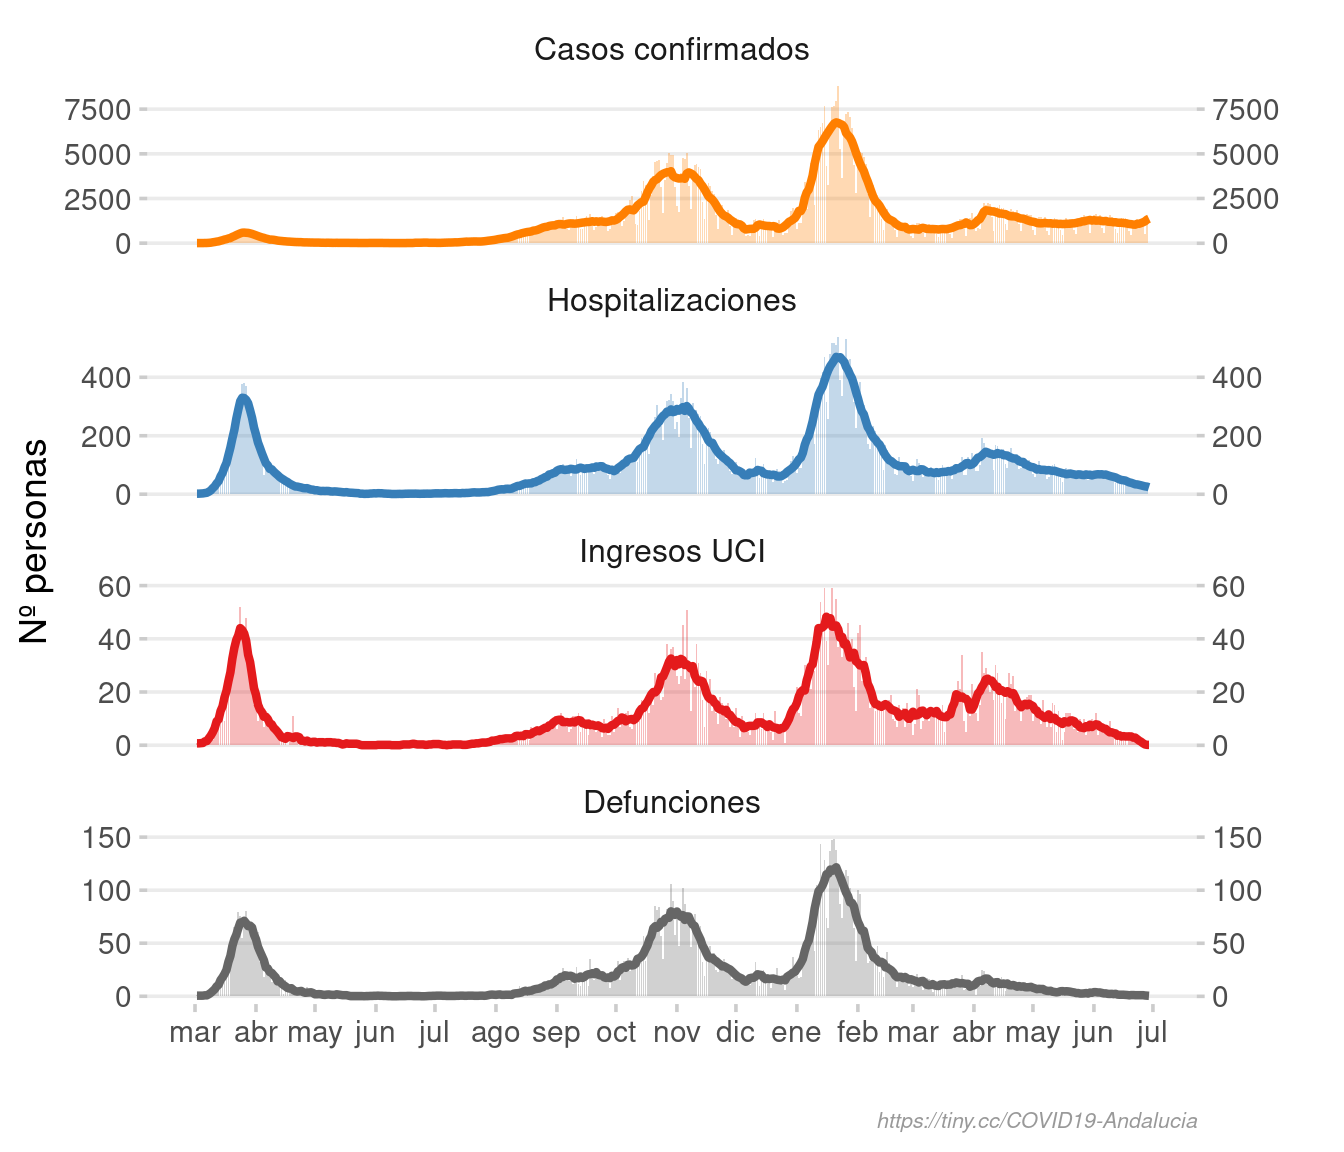 Casos confirmados
7500 7500
5000 5000
2500 2500
0 0
Hospitalizaciones
400 400
200 200
0 0
Nº personas
Ingresos UCI
60 60
40 40
20 20
0 0
Defunciones
150 150
100 100
50 50
0 0
mar abr may jun jul ago sep oct nov dic ene feb mar abr may jun jul
https://tiny.cc/COVID19-Andalucia